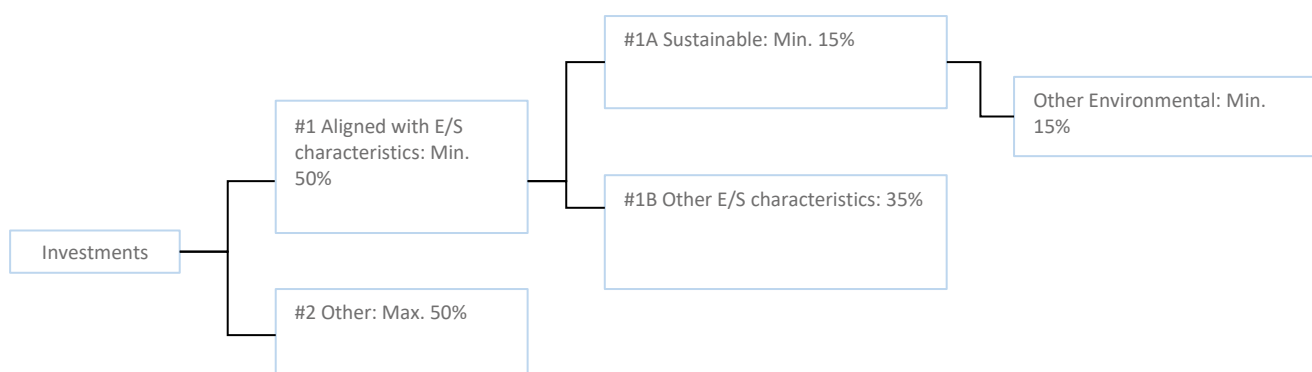 #1A Sustainable: Min. 15%
Other Environmental: Min.
15%
#1 Aligned with E/S
characteristics: Min.
50%
#1B Other E/S characteristics: 35%
Investments
#2 Other: Max. 50%